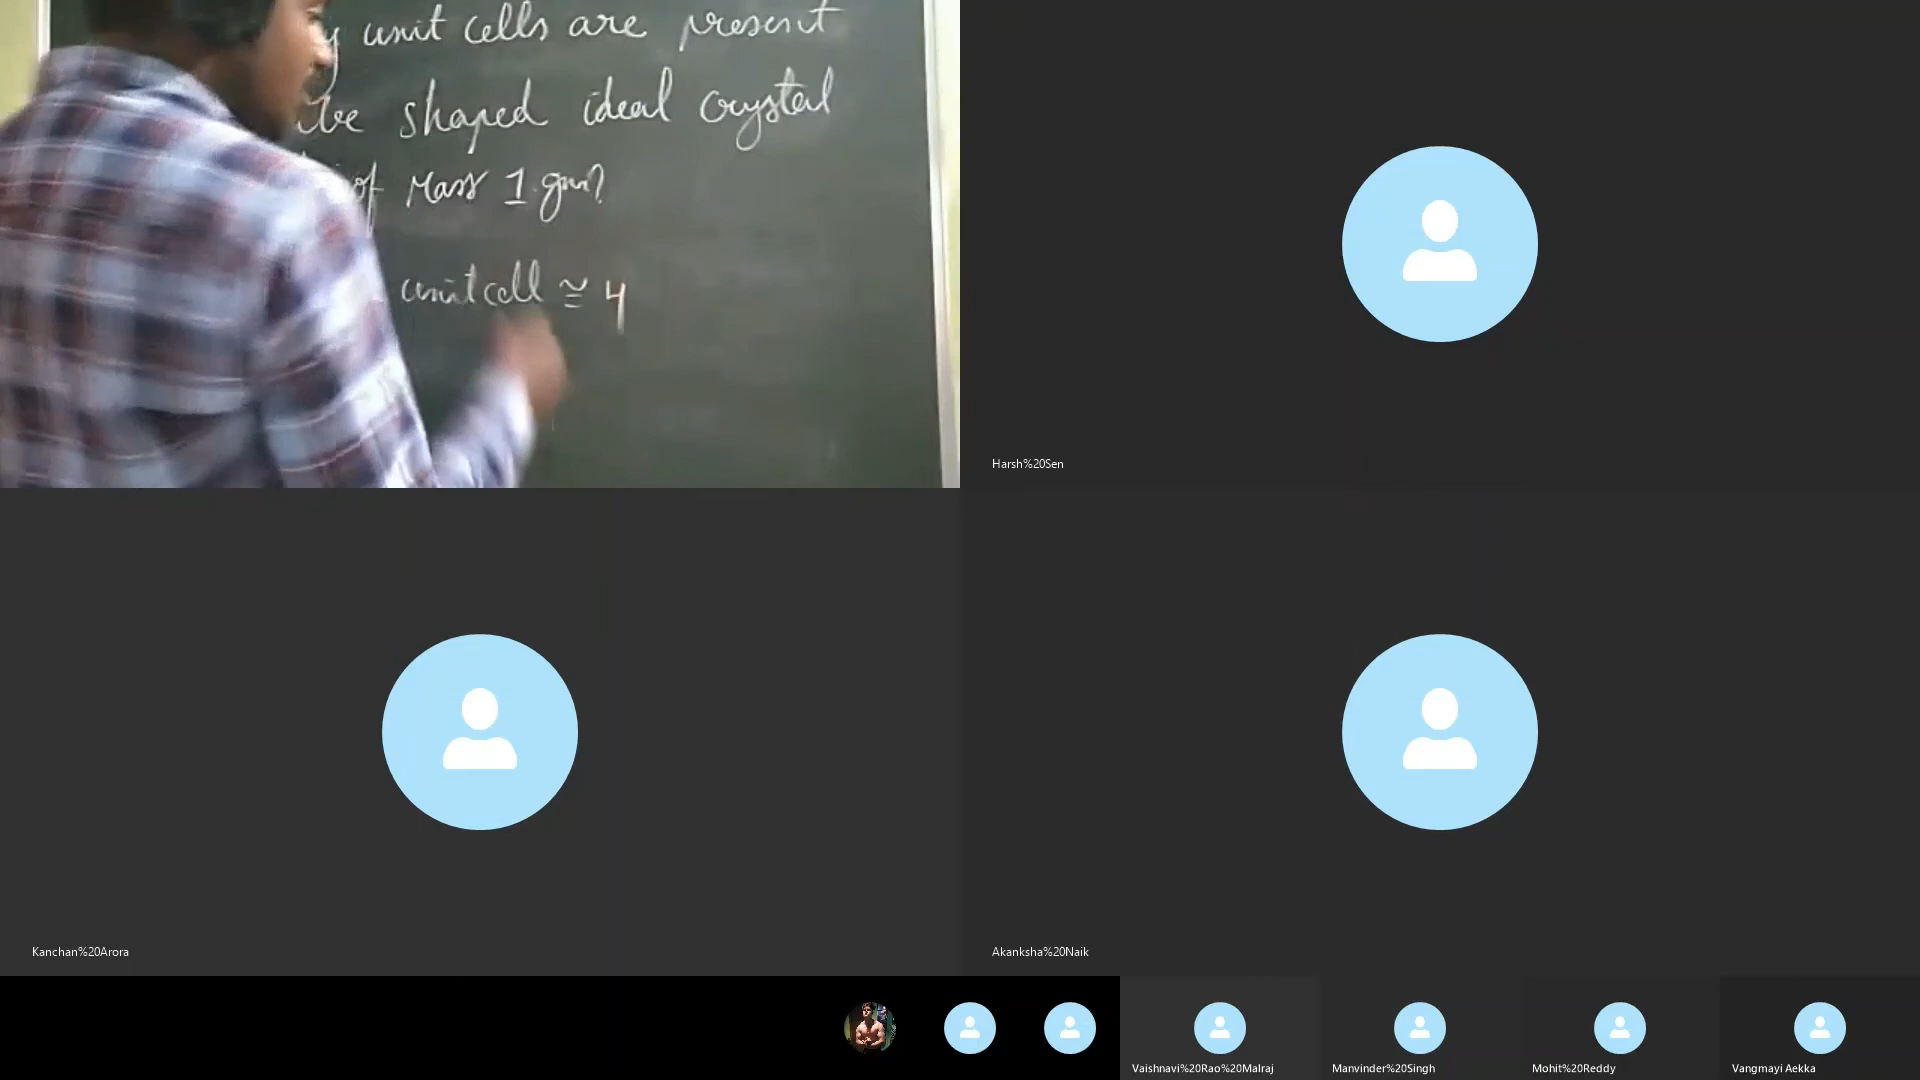 unit cells are present
shaped ideal crystal
of Mass 1 gm?
unit cell ≅ 4
Harsh%20Sen
Kanchan%20Arora
Akanksha%20Naik
Vaishnavi%20Rao%20Malraj
Manvinder%20Singh
Mohit%20Reddy
Vangmayi Aekka